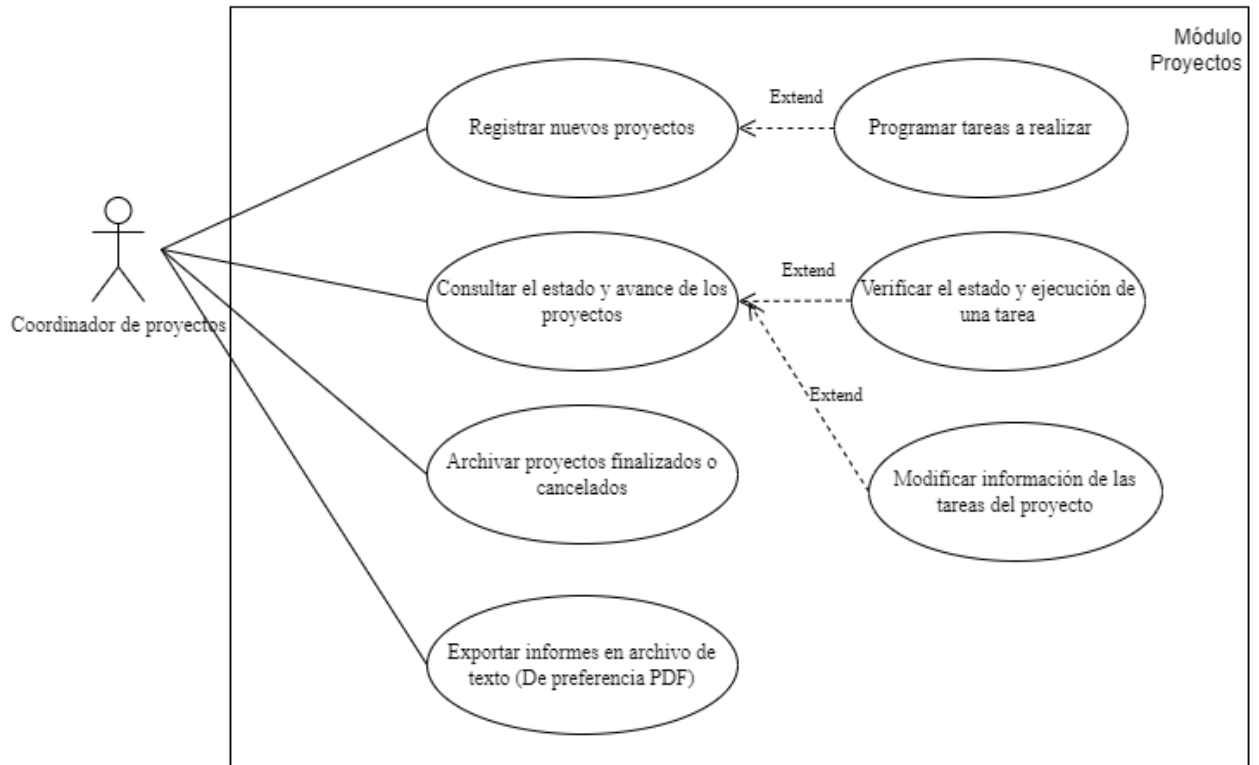 Módulo
Proyectos
Extend
Registrar nuevos proyectos
Programar tareas a realizar
Extend
Consultar el estado y avance de los
proyectos
Verificar el estado y ejecución de
una tarea
Coordinador de proyectos
Extend
Archivar proyectos finalizados o
cancelados
Modificar información de las
tareas del proyecto
Exportar informes en archivo de
texto (De preferencia PDF)